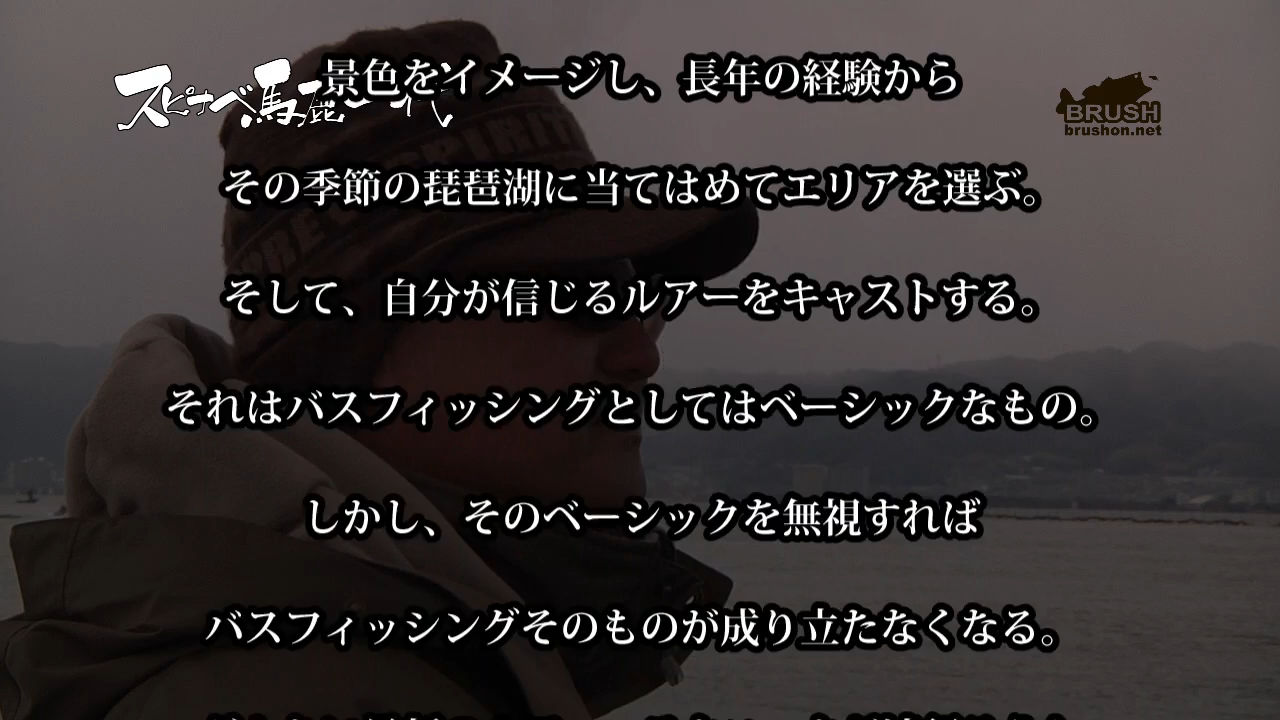 景色をイメージし、長年の経験から
スピナベ馬鹿一代
BRUSH
brushon.net
その季節の琵琶湖に当てはめてエリアを選ぶ。
そして、自分が信じるルアーをキャストする。
それはバスフィッシングとしてはベーシックなもの。
しかし、そのベーシックを無視すれば
バスフィッシングそのものが成り立たなくなる。